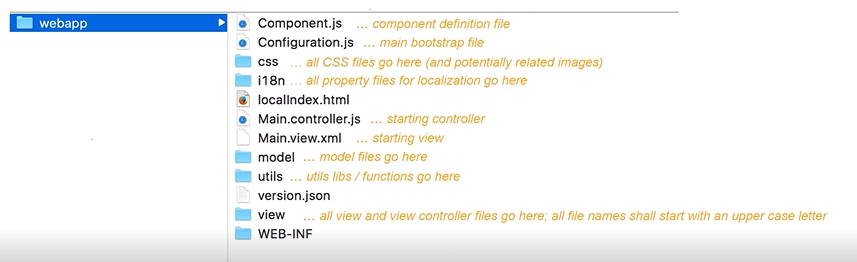 webapp
Component.js ... component definition file
Configuration.js ... main bootstrap file
css ... all CSS files go here (and potentially related images)
i18n ... all property files for localization go here
localIndex.html
Main.controller.js ... starting controller
Main.view.xml ... starting view
model ... model files go here
utils ... utils libs / functions go here
version.json
view ... all view and view controller files go here; all file names shall start with an upper case letter
WEB-INF